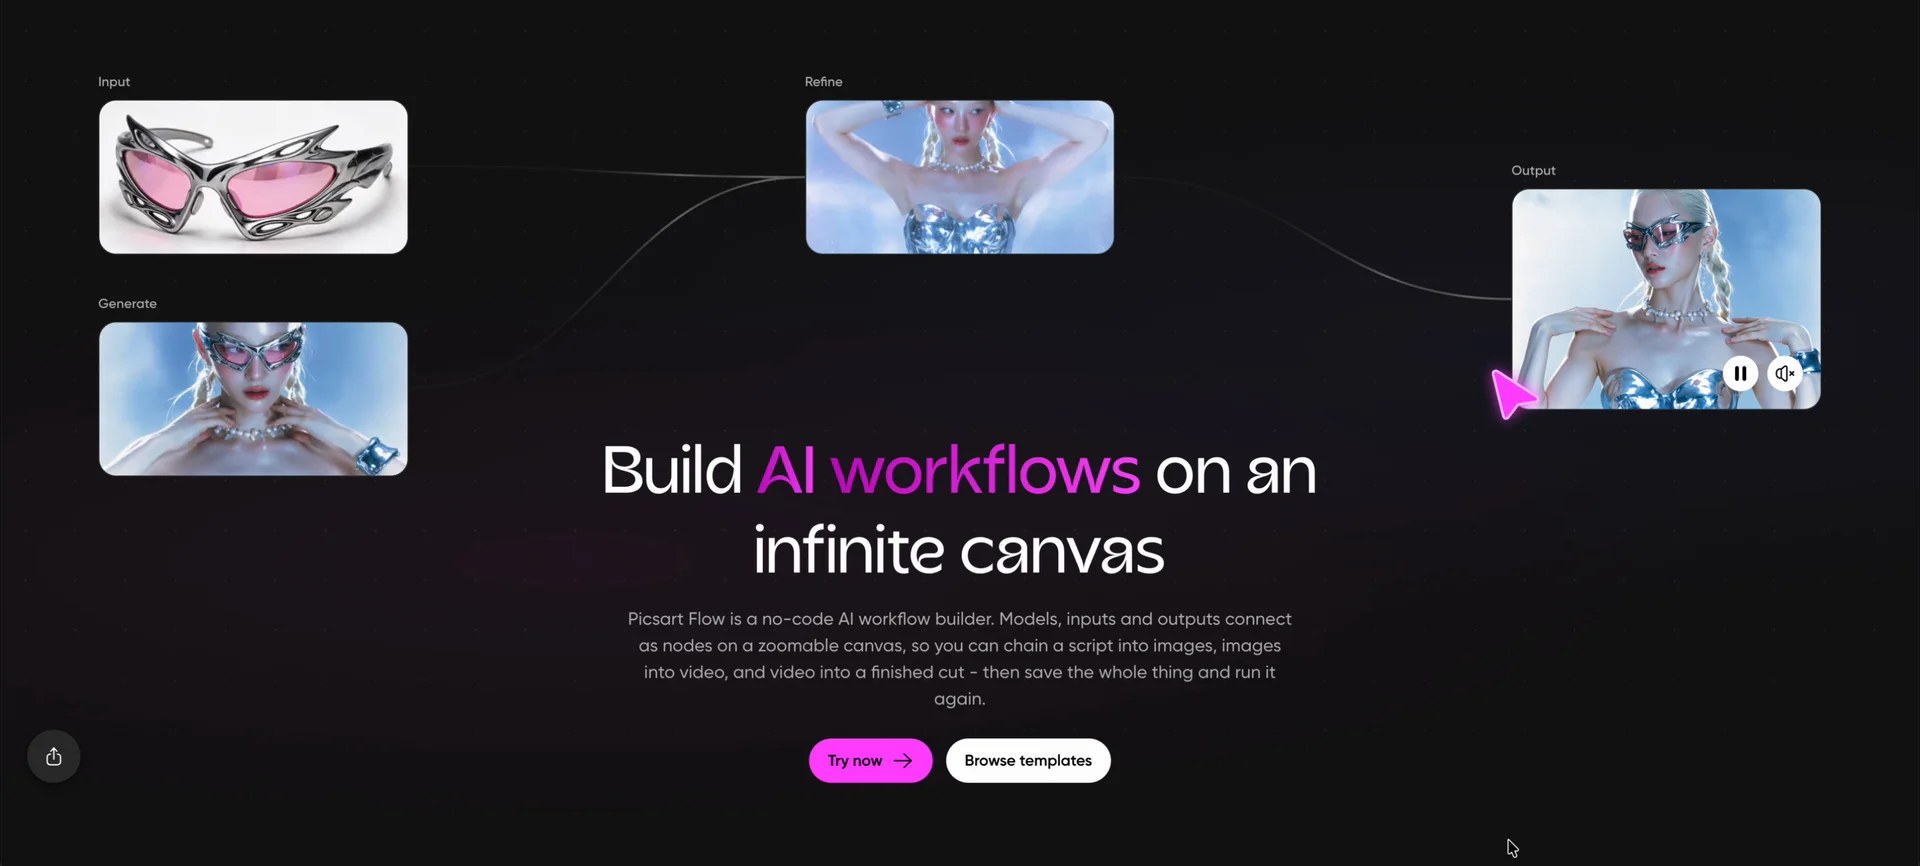 Input
Refine
Output
Generate
Build AI workflows on an
infinite canvas
Picsart Flow is a no-code AI workflow builder. Models, inputs and outputs connect
as nodes on a zoomable canvas, so you can chain a script into images, images
into video, and video into a finished cut - then save the whole thing and run it
again.
Try now
Browse templates